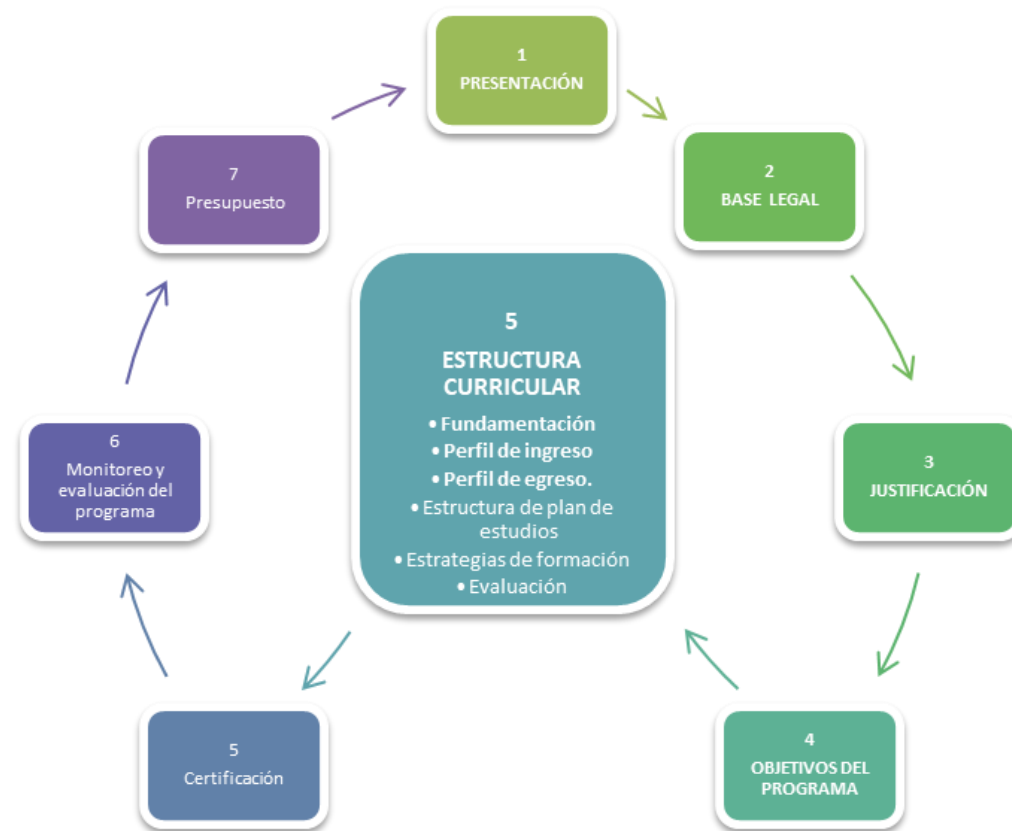 1
PRESENTACIÓN
2
BASE LEGAL
3
JUSTIFICACIÓN
4
OBJETIVOS DEL
PROGRAMA
5
ESTRUCTURA
CURRICULAR
• Fundamentación
• Perfil de ingreso
• Perfil de egreso.
• Estructura de plan de
estudios
• Estrategias de formación
• Evaluación
5
Certificación
6
Monitoreo y
evaluación del
programa
7
Presupuesto